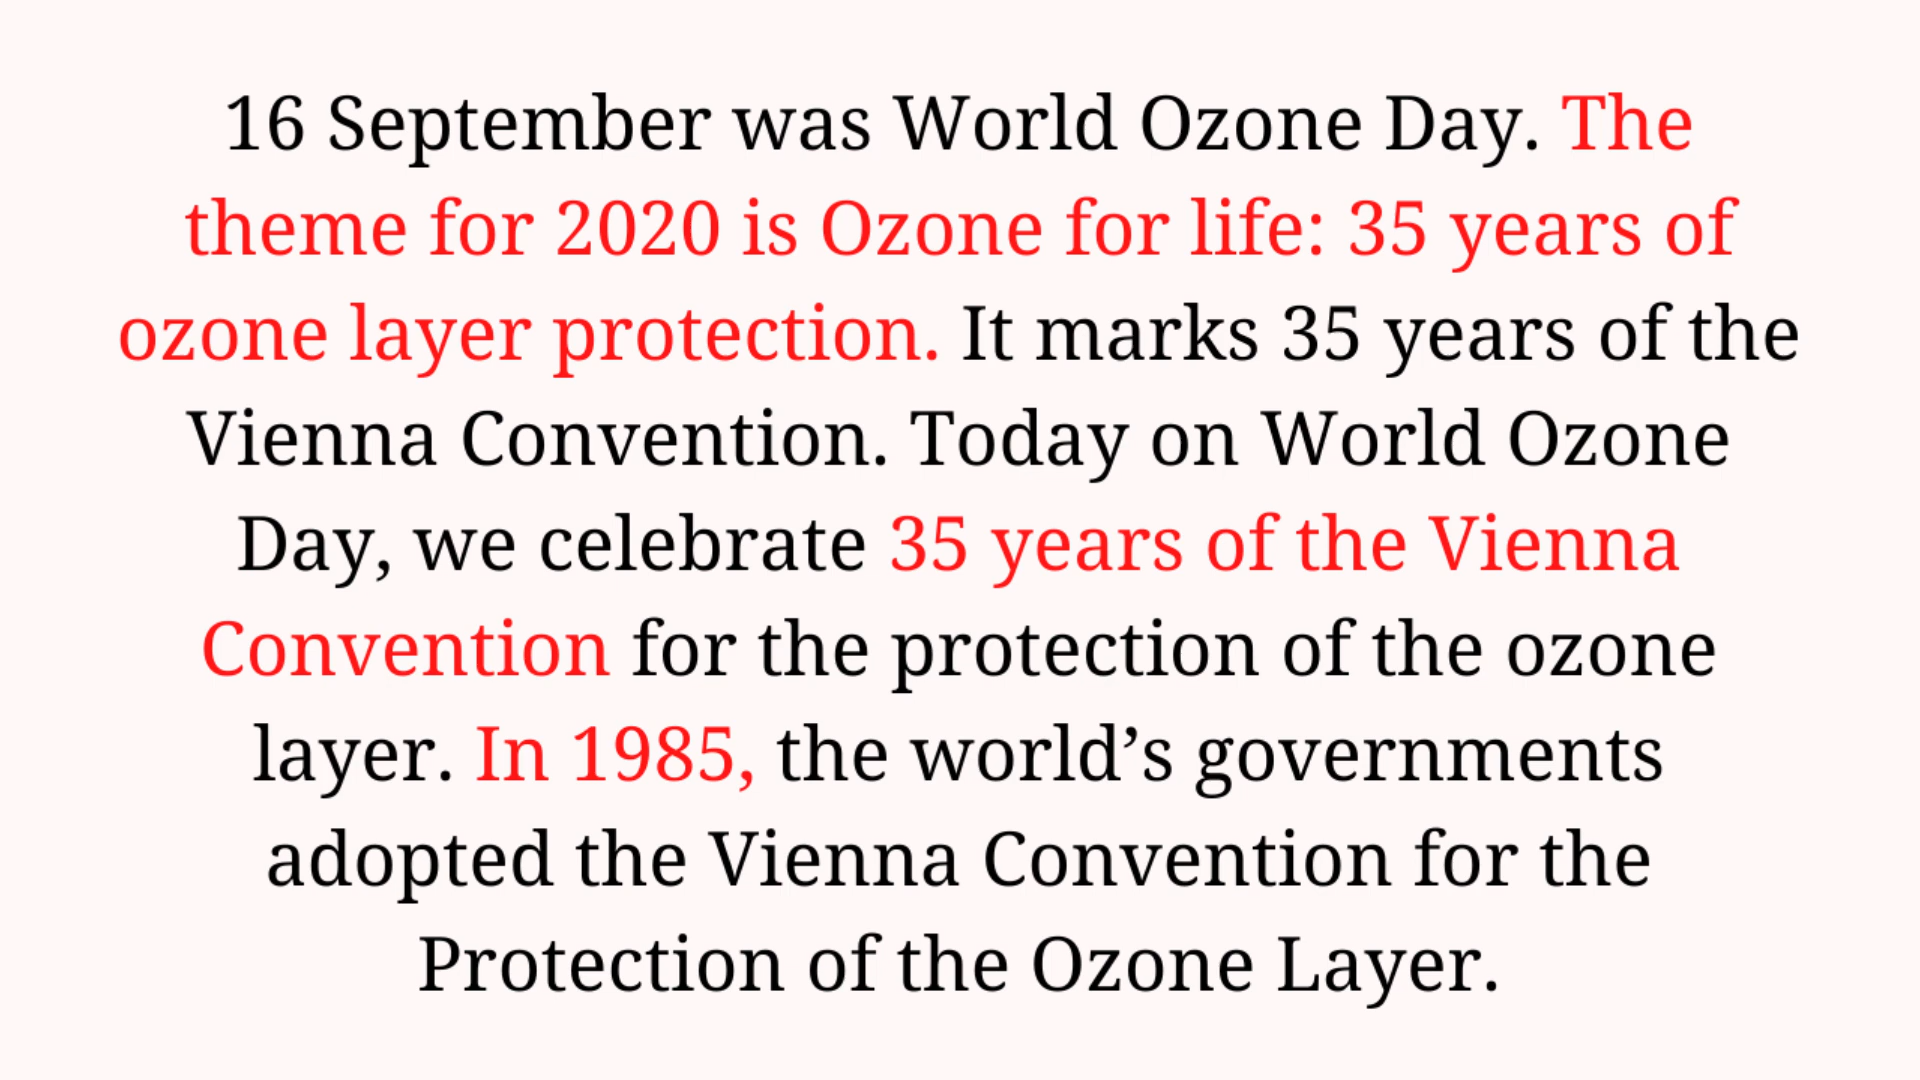 16 September was World Ozone Day. The
theme for 2020 is Ozone for life: 35 years of
ozone layer protection. It marks 35 years of the
Vienna Convention. Today on World Ozone
Day, we celebrate 35 years of the Vienna
Convention for the protection of the ozone
layer. In 1985, the world’s governments
adopted the Vienna Convention for the
Protection of the Ozone Layer.